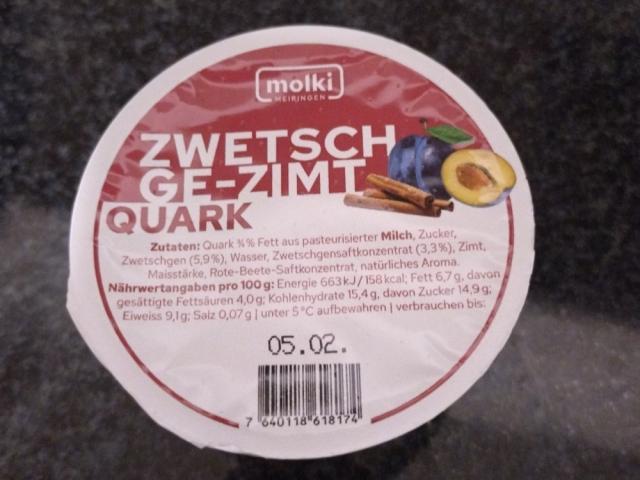 molki
MEIRINGEN
ZWETSCH
GE-ZIMT
QUARK
Zutaten: Quark ¾% Fett aus pasteurisierter Milch, Zucker,
Zwetschgen (5,9%), Wasser, Zwetschgensaftkonzentrat (3,3%), Zimt,
Maisstärke, Rote-Beete-Saftkonzentrat, natürliches Aroma.
Nährwertangaben pro 100 g: Energie 663 kJ / 158 kcal; Fett 6,7 g, davon
gesättigte Fettsäuren 4,0 g; Kohlenhydrate 15,4 g, davon Zucker 14,9 g;
Eiweiss 9,1 g; Salz 0,07 g | unter 5 °C aufbewahren | verbrauchen bis:
05.02.
7 640118 618174